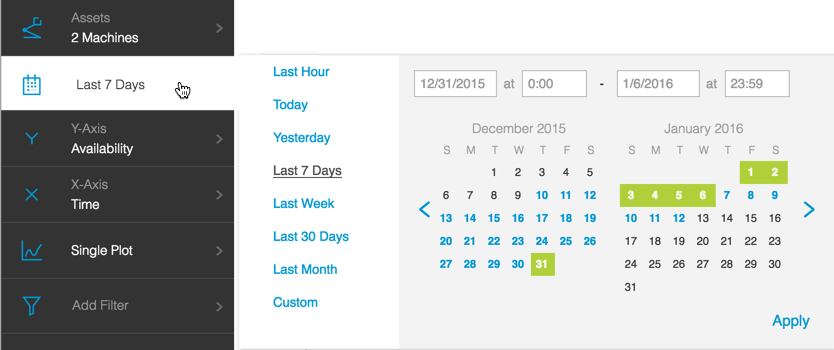 Assets
2 Machines
Last 7 Days
Y-Axis
Availability
X-Axis
Time
Single Plot
Add Filter
Last Hour
Today
Yesterday
Last 7 Days
Last Week
Last 30 Days
Last Month
Custom
12/31/2015 at 0:00 - 1/6/2016 at 23:59
December 2015
S M T W T F S
1 2 3 4 5
6 7 8 9 10 11 12
13 14 15 16 17 18 19
20 21 22 23 24 25 26
27 28 29 30 31
January 2016
S M T W T F S
1 2
3 4 5 6 7 8 9
10 11 12 13 14 15 16
17 18 19 20 21 22 23
24 25 26 27 28 29 30
31
Apply